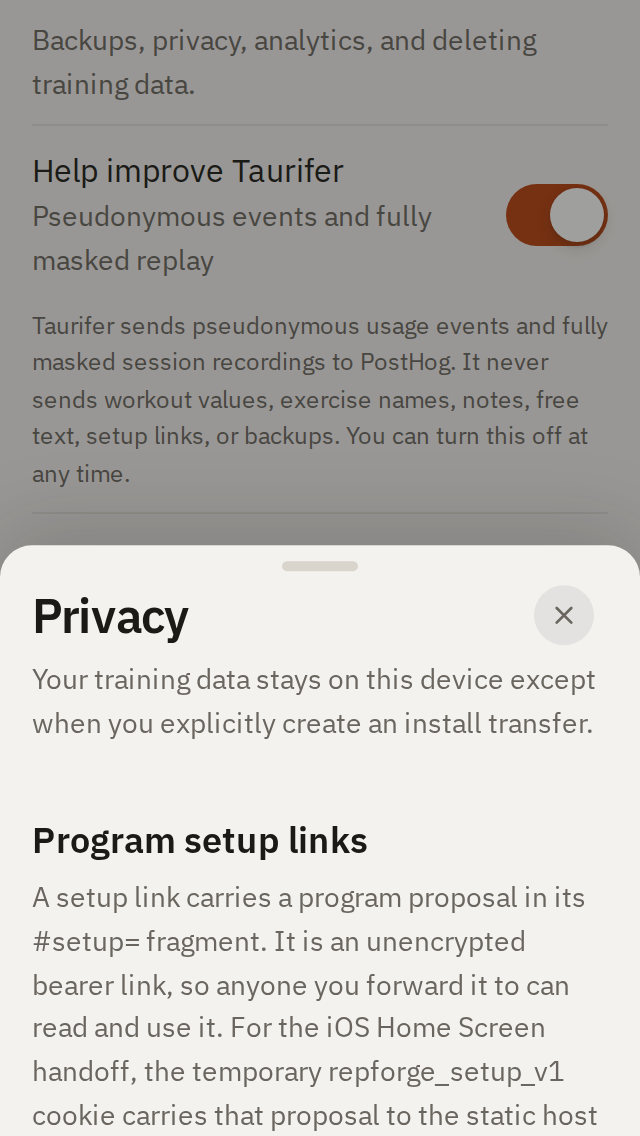 Backups, privacy, analytics, and deleting
training data.
Help improve Taurifer
Pseudonymous events and fully
masked replay
Taurifer sends pseudonymous usage events and fully
masked session recordings to PostHog. It never
sends workout values, exercise names, notes, free
text, setup links, or backups. You can turn this off at
any time.
Privacy
Your training data stays on this device except
when you explicitly create an install transfer.
Program setup links
A setup link carries a program proposal in its
#setup= fragment. It is an unencrypted
bearer link, so anyone you forward it to can
read and use it. For the iOS Home Screen
handoff, the temporary repforge_setup_v1
cookie carries that proposal to the static host